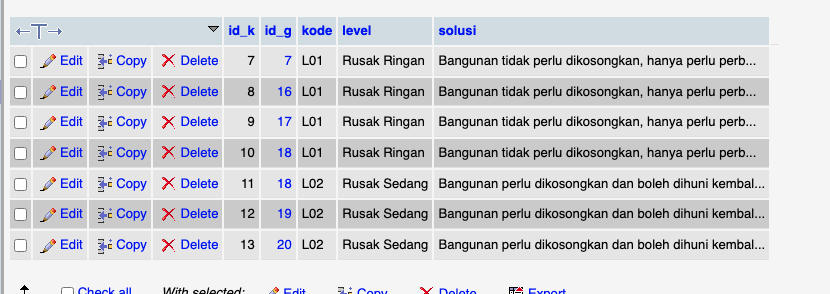 ←T→ id_k id_g kode level solusi
Edit Copy Delete 7 7 L01 Rusak Ringan Bangunan tidak perlu dikosongkan, hanya perlu perb...
Edit Copy Delete 8 16 L01 Rusak Ringan Bangunan tidak perlu dikosongkan, hanya perlu perb...
Edit Copy Delete 9 17 L01 Rusak Ringan Bangunan tidak perlu dikosongkan, hanya perlu perb...
Edit Copy Delete 10 18 L01 Rusak Ringan Bangunan tidak perlu dikosongkan, hanya perlu perb...
Edit Copy Delete 11 18 L02 Rusak Sedang Bangunan perlu dikosongkan dan boleh dihuni kembal...
Edit Copy Delete 12 19 L02 Rusak Sedang Bangunan perlu dikosongkan dan boleh dihuni kembal...
Edit Copy Delete 13 20 L02 Rusak Sedang Bangunan perlu dikosongkan dan boleh dihuni kembal...
Check all With selected: Edit Copy Delete Export